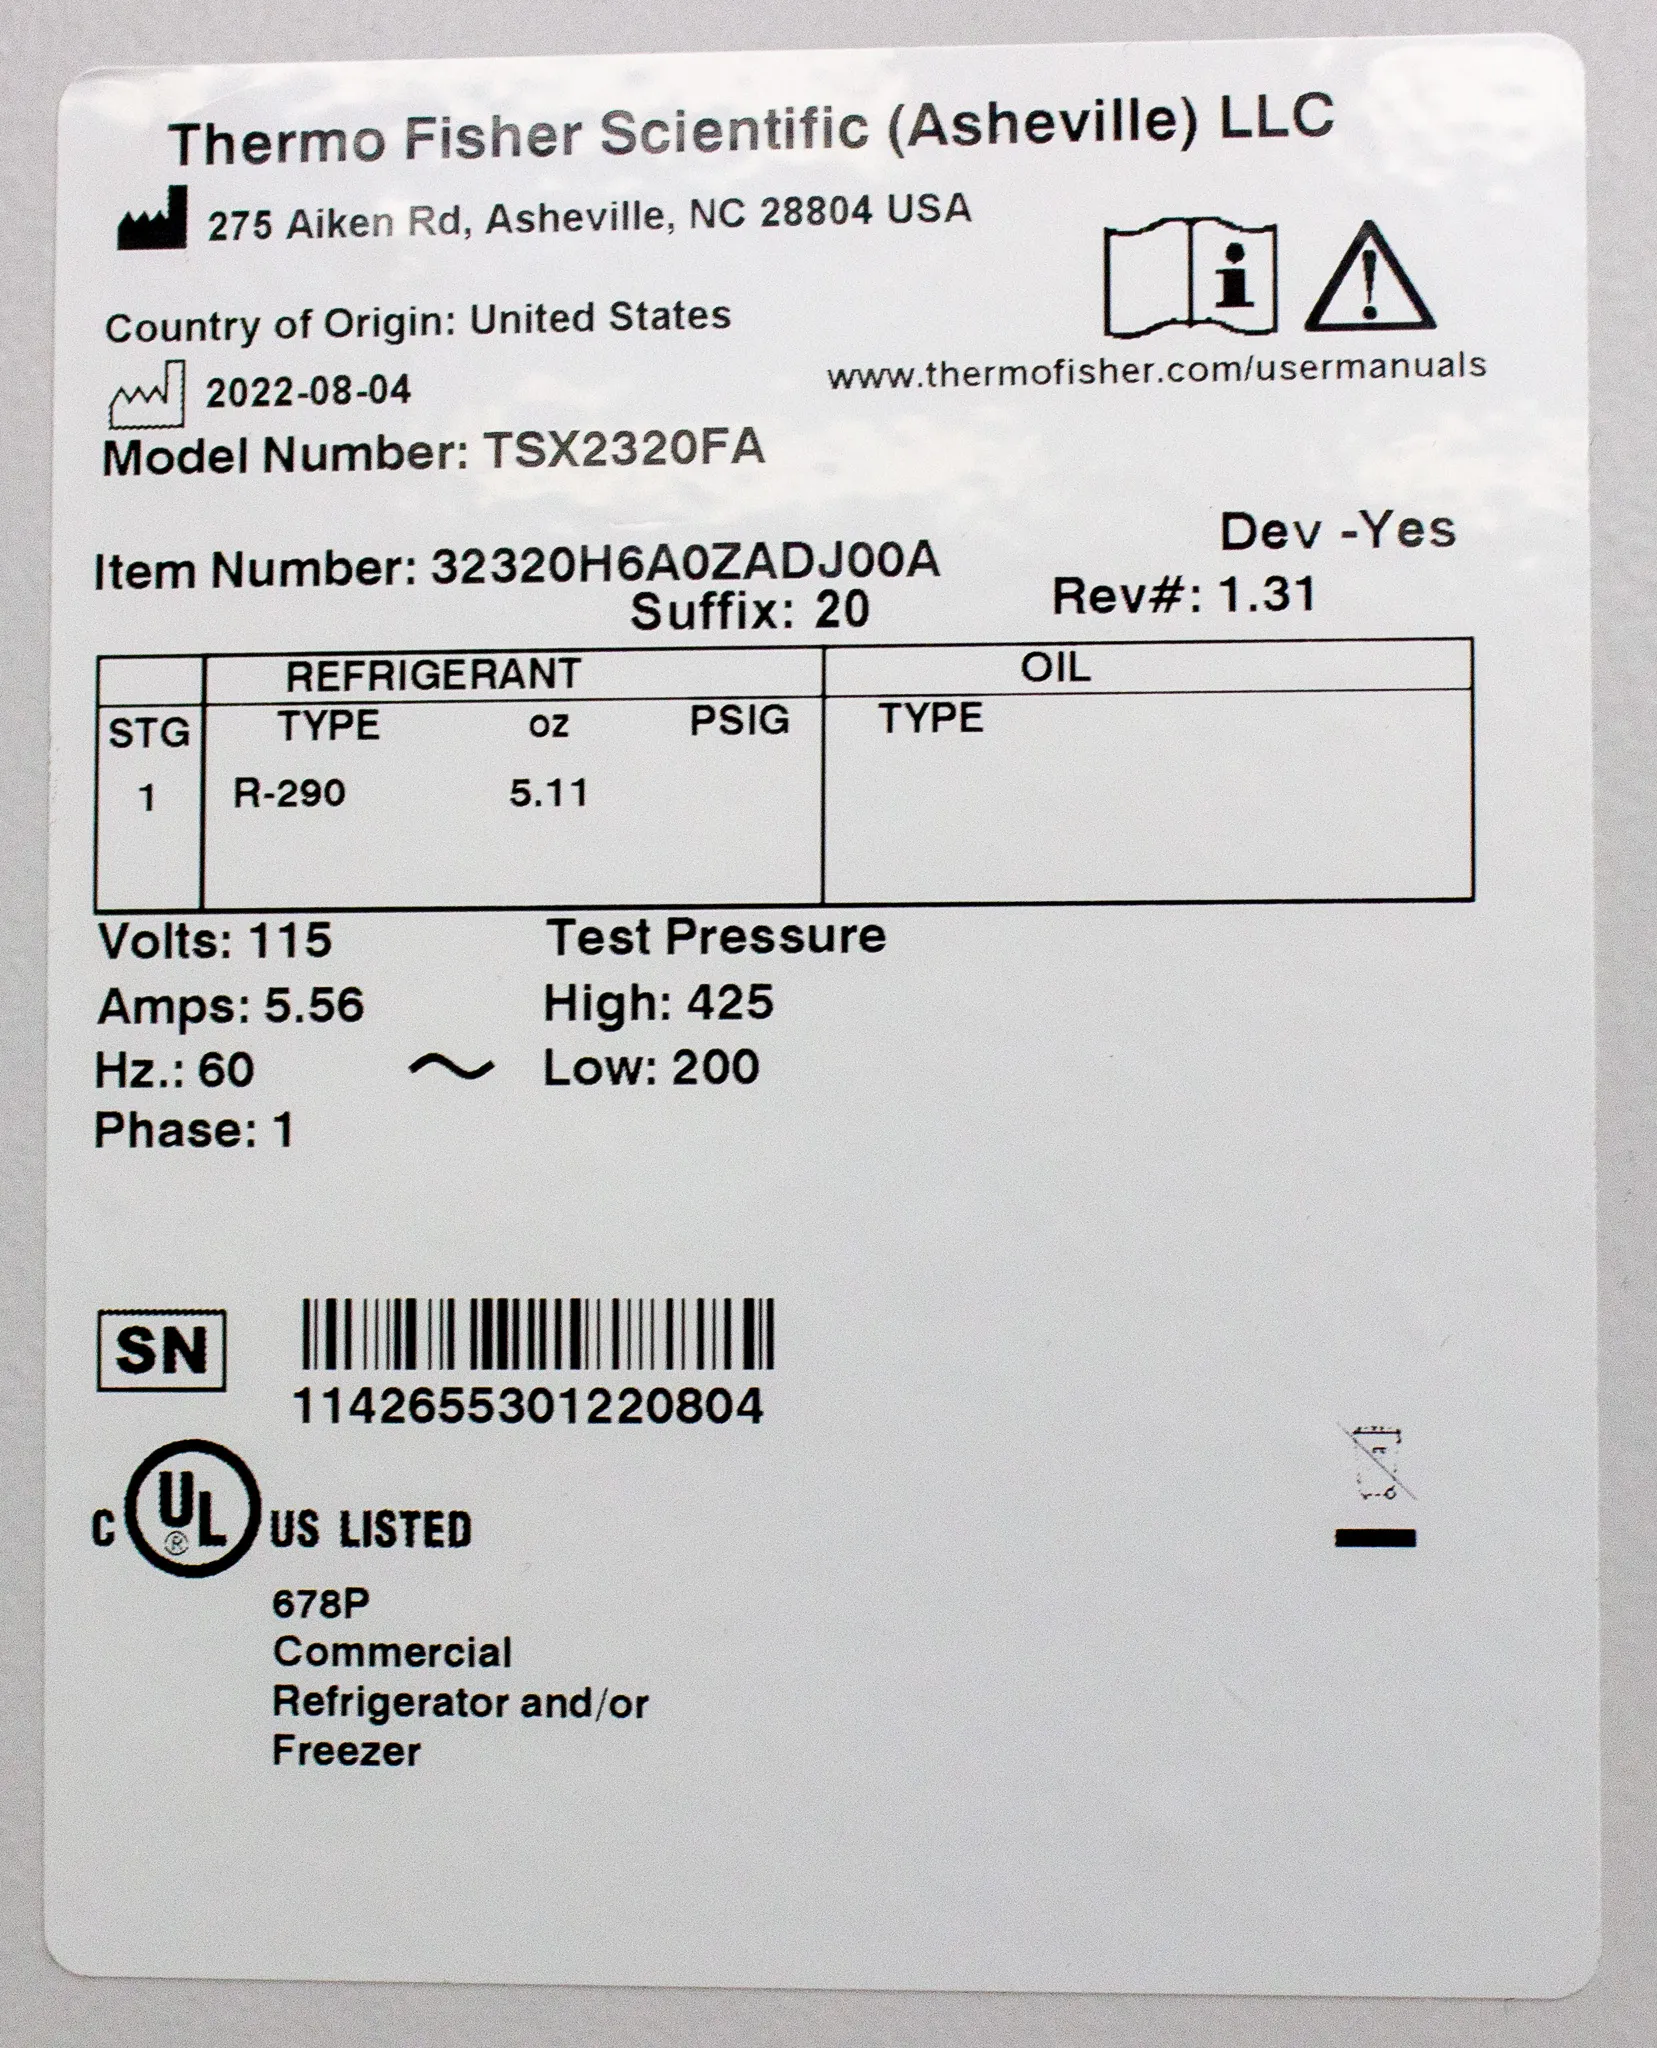 Thermo Fisher Scientific (Asheville) LLC
275 Aiken Rd, Asheville, NC 28804 USA
Country of Origin: United States
www.thermofisher.com/usermanuals
2022-08-04
Model Number: TSX2320FA
Dev -Yes
Item Number: 32320H6A0ZADJ00A
Suffix: 20
Rev#: 1.31
REFRIGERANT OIL
STG TYPE oz PSIG TYPE
1 R-290 5.11
Volts: 115 Test Pressure
Amps: 5.56 High: 425
Hz.: 60 ~ Low: 200
Phase: 1
SN
1142655301220804
C UL ® US LISTED
678P
Commercial
Refrigerator and/or
Freezer